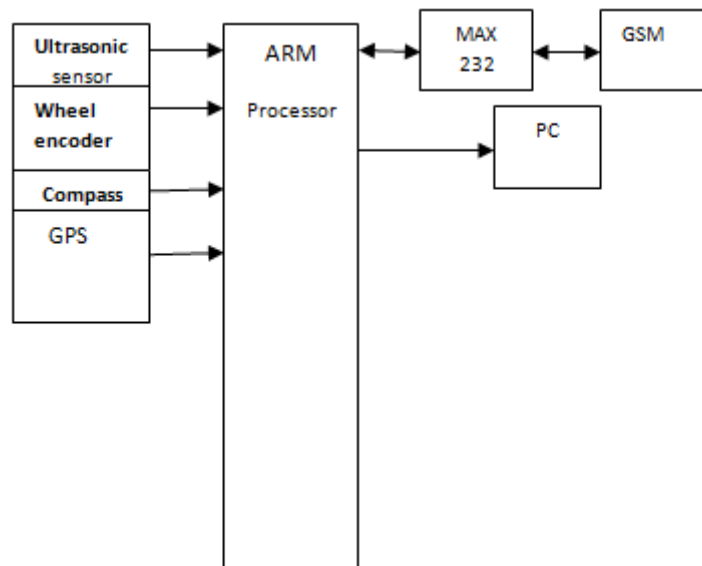 Ultrasonic
sensor
Wheel
encoder
Compass
GPS
ARM
Processor
MAX
232
GSM
PC